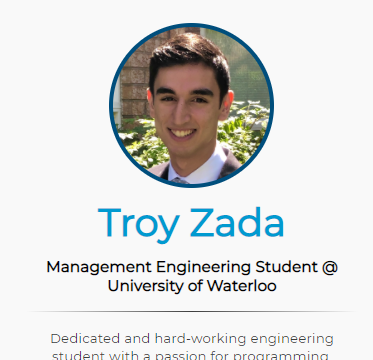 Troy Zada
Management Engineering Student @
University of Waterloo
Dedicated and hard-working engineering
student with a passion for programming,